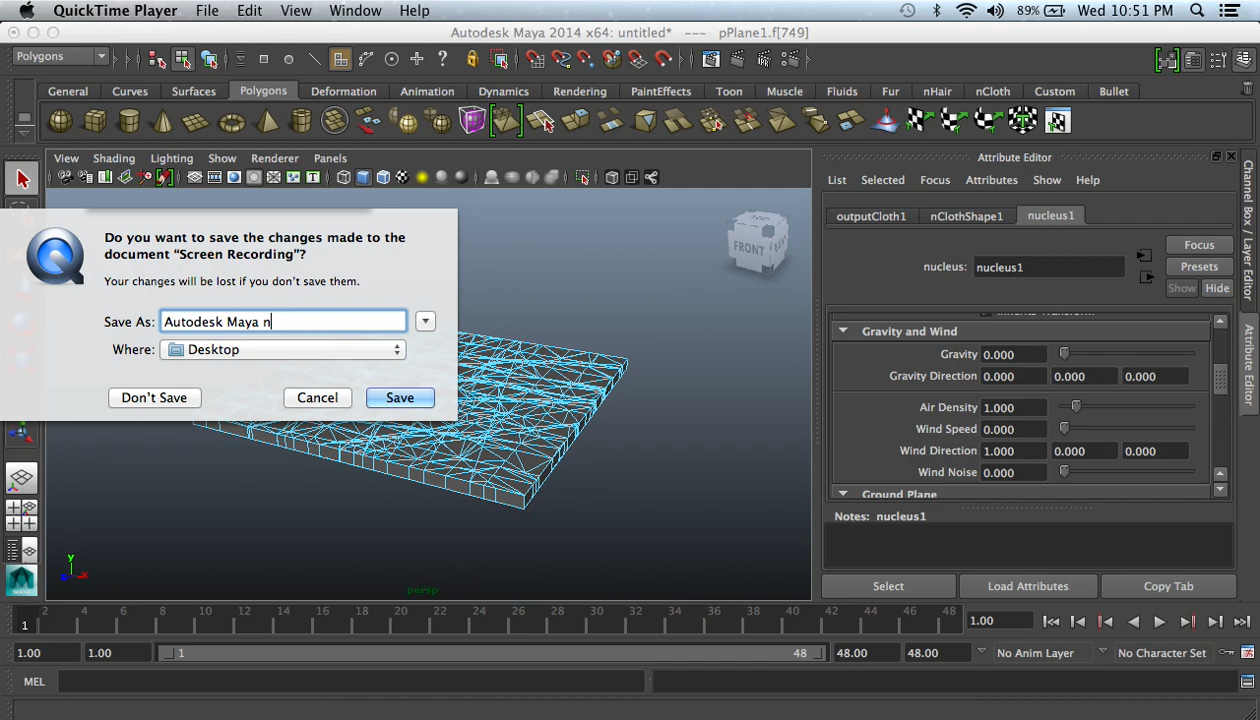 QuickTime Player File Edit View Window Help 89% Wed 10:51 PM
Autodesk Maya 2014 x64: untitled* --- pPlane1.f[749]
Polygons
General Curves Surfaces Polygons Deformation Animation Dynamics Rendering PaintEffects Toon Muscle Fluids Fur nHair nCloth Custom Bullet
View Shading Lighting Show Renderer Panels
Attribute Editor
List Selected Focus Attributes Show Help
outputCloth1 nClothShape1 nucleus1
nucleus: nucleus1
Focus
Presets
Show Hide
FRONT
Do you want to save the changes made to the
document “Screen Recording”?
Your changes will be lost if you don’t save them.
Save As: Autodesk Maya n
Where: Desktop
Don’t Save Cancel Save
Gravity and Wind
Gravity 0.000
Gravity Direction 0.000 0.000 0.000
Air Density 1.000
Wind Speed 0.000
Wind Direction 1.000 0.000 0.000
Wind Noise 0.000
Ground Plane
Notes: nucleus1
Select Load Attributes Copy Tab
Channel Box / Layer Editor
Attribute Editor
y
persp
2 4 6 8 10 12 14 16 18 20 22 24 26 28 30 32 34 36 38 40 42 44 46 48
1 1.00
1.00 1.00 1 48 48.00 48.00 No Anim Layer No Character Set
MEL